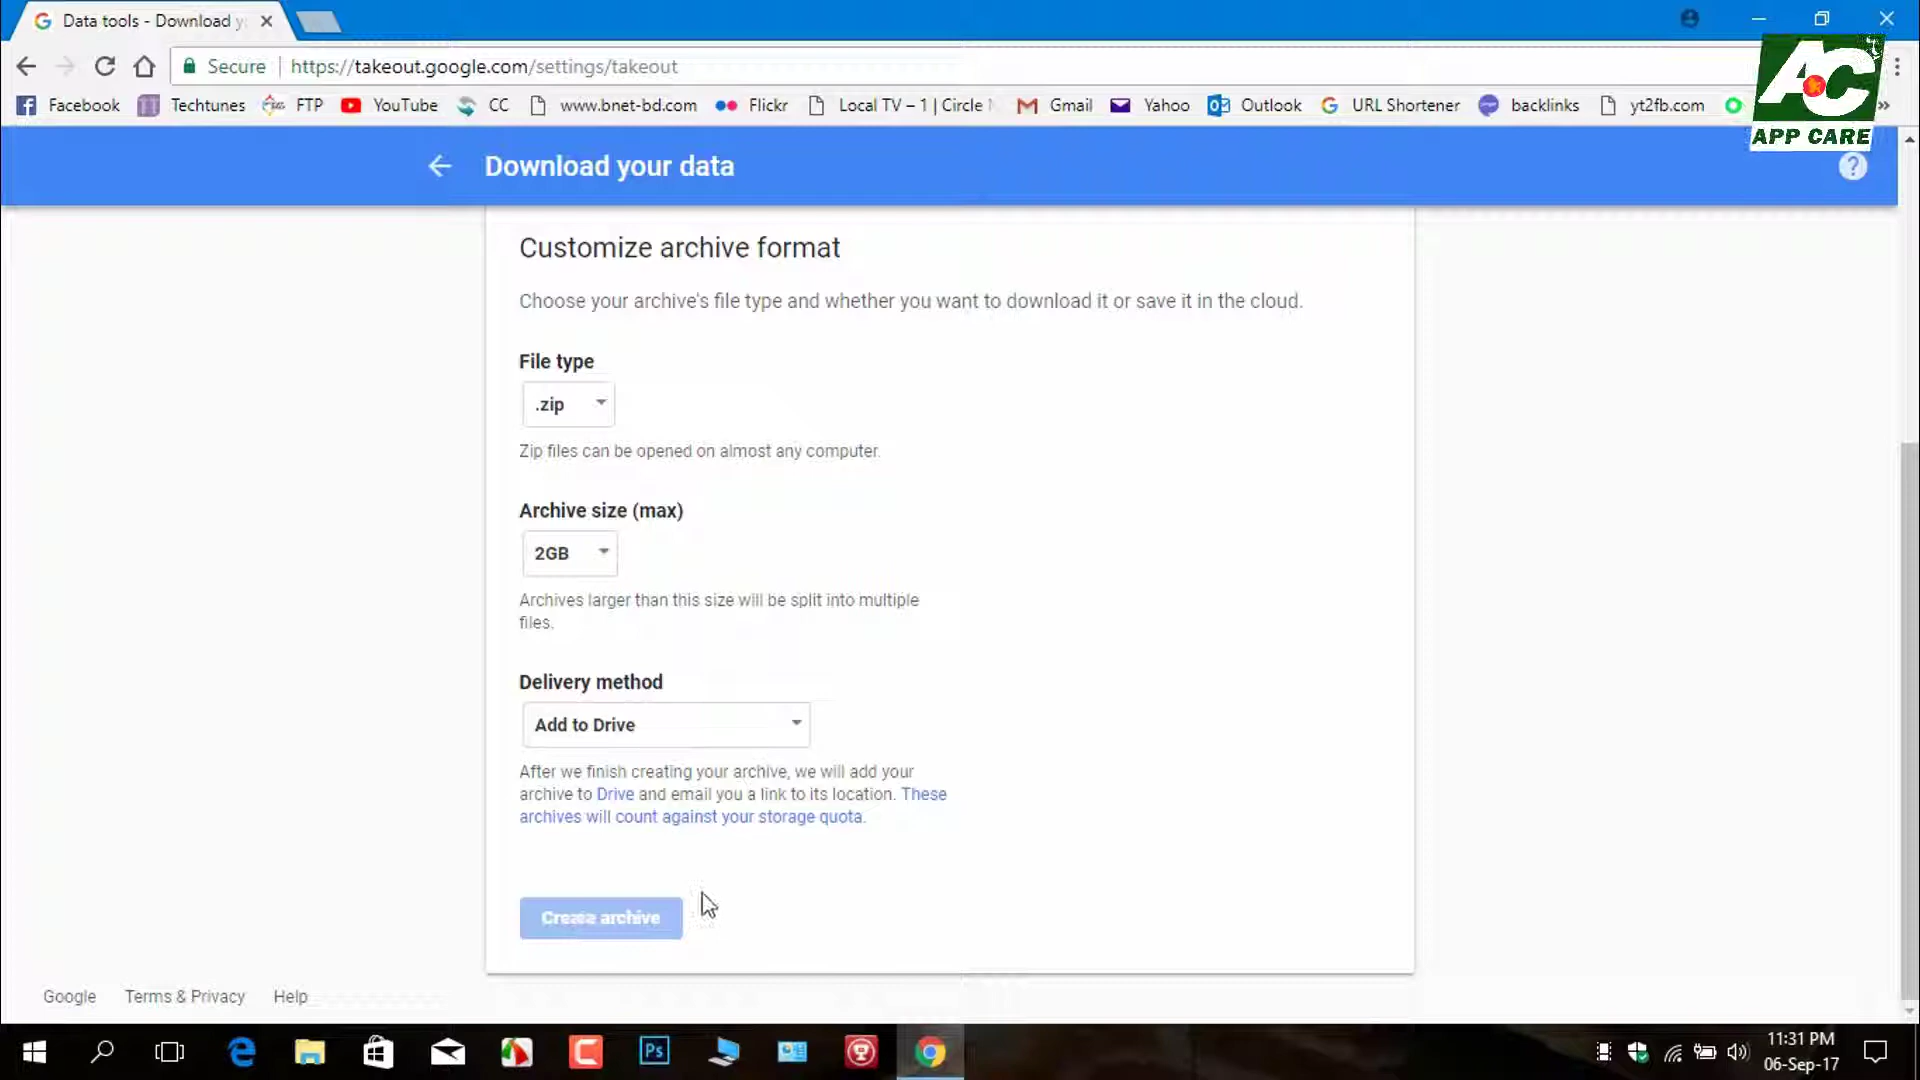 Data tools - Download y
Secure https://takeout.google.com/settings/takeout
Facebook Techtunes FTP YouTube CC www.bnet-bd.com Flickr Local TV – 1 | Circle Gmail Yahoo Outlook URL Shortener backlinks yt2fb.com »
AC
APP CARE
Download your data
?
Customize archive format
Choose your archive's file type and whether you want to download it or save it in the cloud.
File type
.zip
Zip files can be opened on almost any computer.
Archive size (max)
2GB
Archives larger than this size will be split into multiple
files.
Delivery method
Add to Drive
After we finish creating your archive, we will add your
archive to Drive and email you a link to its location. These
archives will count against your storage quota.
Create archive
Google Terms & Privacy Help
Ps
11:31 PM
06-Sep-17